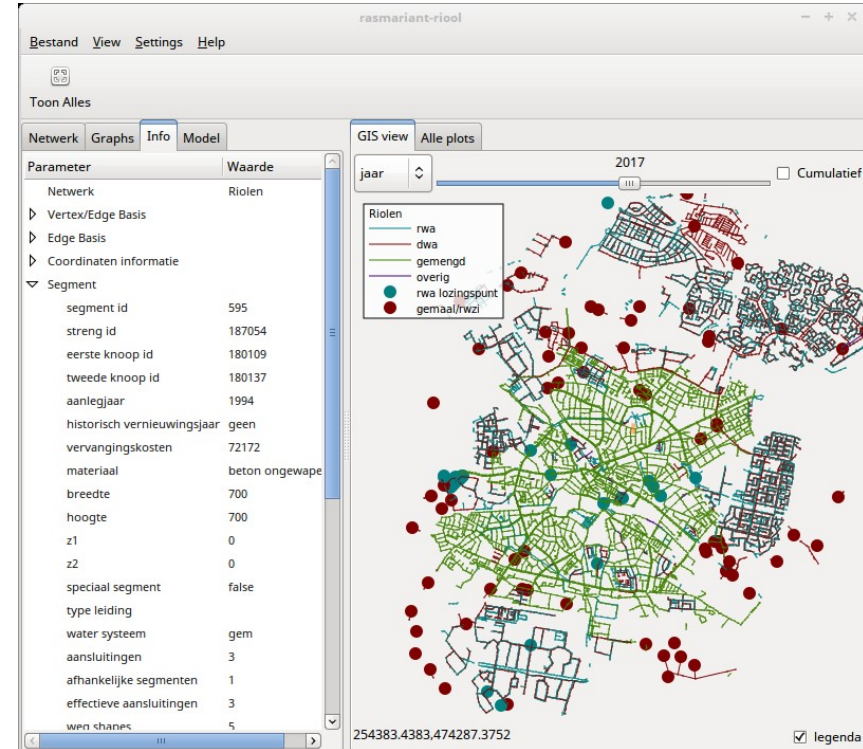 rasmariant-riool
Bestand View Settings Help
Toon Alles
Netwerk Graphs Info Model
Parameter Waarde
Netwerk Riolen
Vertex/Edge Basis
Edge Basis
Coordinaten informatie
Segment
segment id 595
streng id 187054
eerste knoop id 180109
tweede knoop id 180137
aanlegjaar 1994
historisch vernieuwingsjaar geen
vervangingskosten 72172
materiaal beton ongewape
breedte 700
hoogte 700
z1 0
z2 0
speciaal segment false
type leiding
water systeem gem
aansluitingen 3
afhankelijke segmenten 1
effectieve aansluitingen 3
weg shapes 5
GIS view Alle plots
jaar 2017 Cumulatief
Riolen
rwa
dwa
gemengd
overig
rwa lozingspunt
gemaal/rwzi
254383.4383,474287.3752 legenda